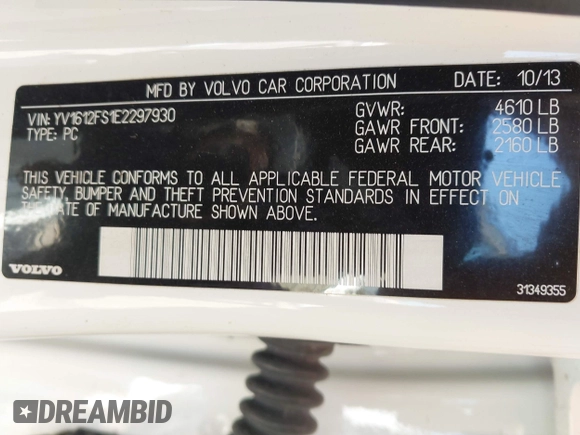 MFD BY VOLVO CAR CORPORATION DATE: 10/13
VIN: YV1612FS1E2297930 GVWR: 4610 LB
TYPE: PC GAWR FRONT: 2580 LB
GAWR REAR: 2160 LB
THIS VEHICLE CONFORMS TO ALL APPLICABLE FEDERAL MOTOR VEHICLE
SAFETY, BUMPER AND THEFT PREVENTION STANDARDS IN EFFECT ON
THE DATE OF MANUFACTURE SHOWN ABOVE.
VOLVO 31349355
DREAMBID